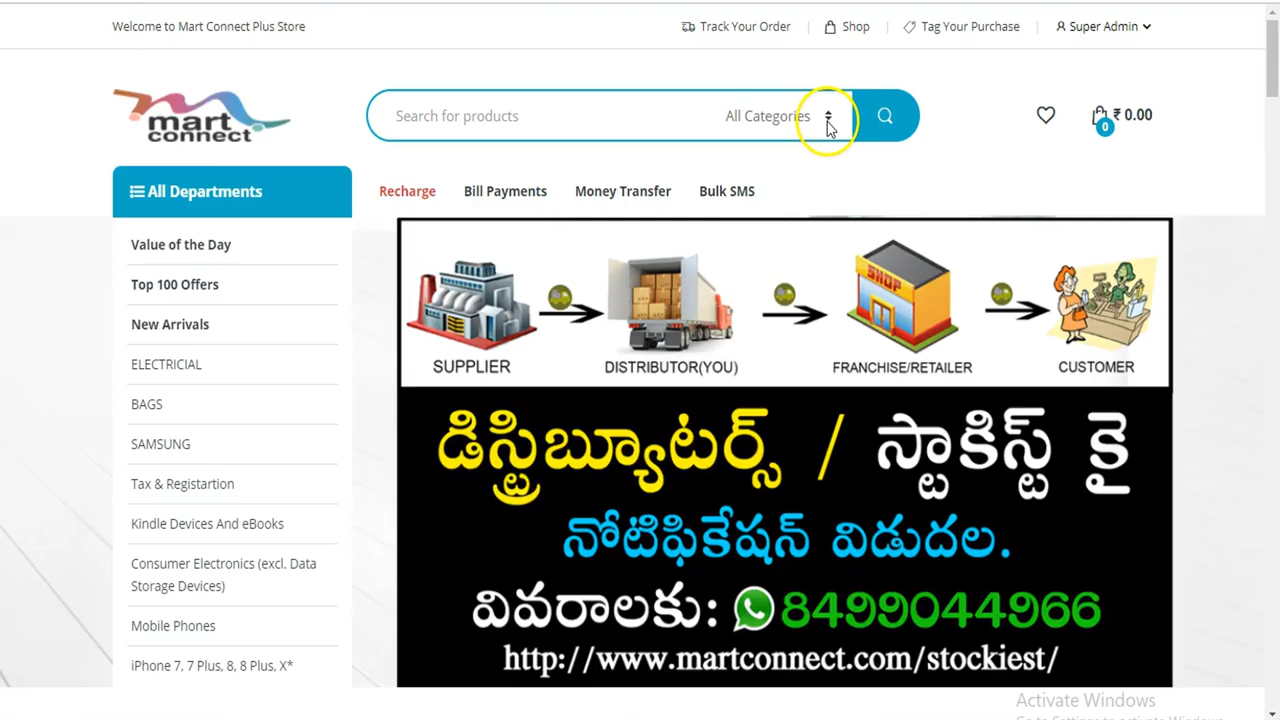 Welcome to Mart Connect Plus Store
Track Your Order
Shop
Tag Your Purchase
Super Admin
mart
connect
Search for products
All Categories
0
₹ 0.00
All Departments
Recharge
Bill Payments
Money Transfer
Bulk SMS
Value of the Day
Top 100 Offers
New Arrivals
ELECTRICIAL
BAGS
SAMSUNG
Tax & Registartion
Kindle Devices And eBooks
Consumer Electronics (excl. Data
Storage Devices)
Mobile Phones
iPhone 7, 7 Plus, 8, 8 Plus, X*
SHOP
SUPPLIER
DISTRIBUTOR(YOU)
FRANCHISE/RETAILER
CUSTOMER
డిస్ట్రిబ్యూటర్స్ / స్టాకిస్ట్ కై
నోటిఫికేషన్ విడుదల.
వివరాలకు: 8499044966
http://www.martconnect.com/stockiest/
Activate Windows